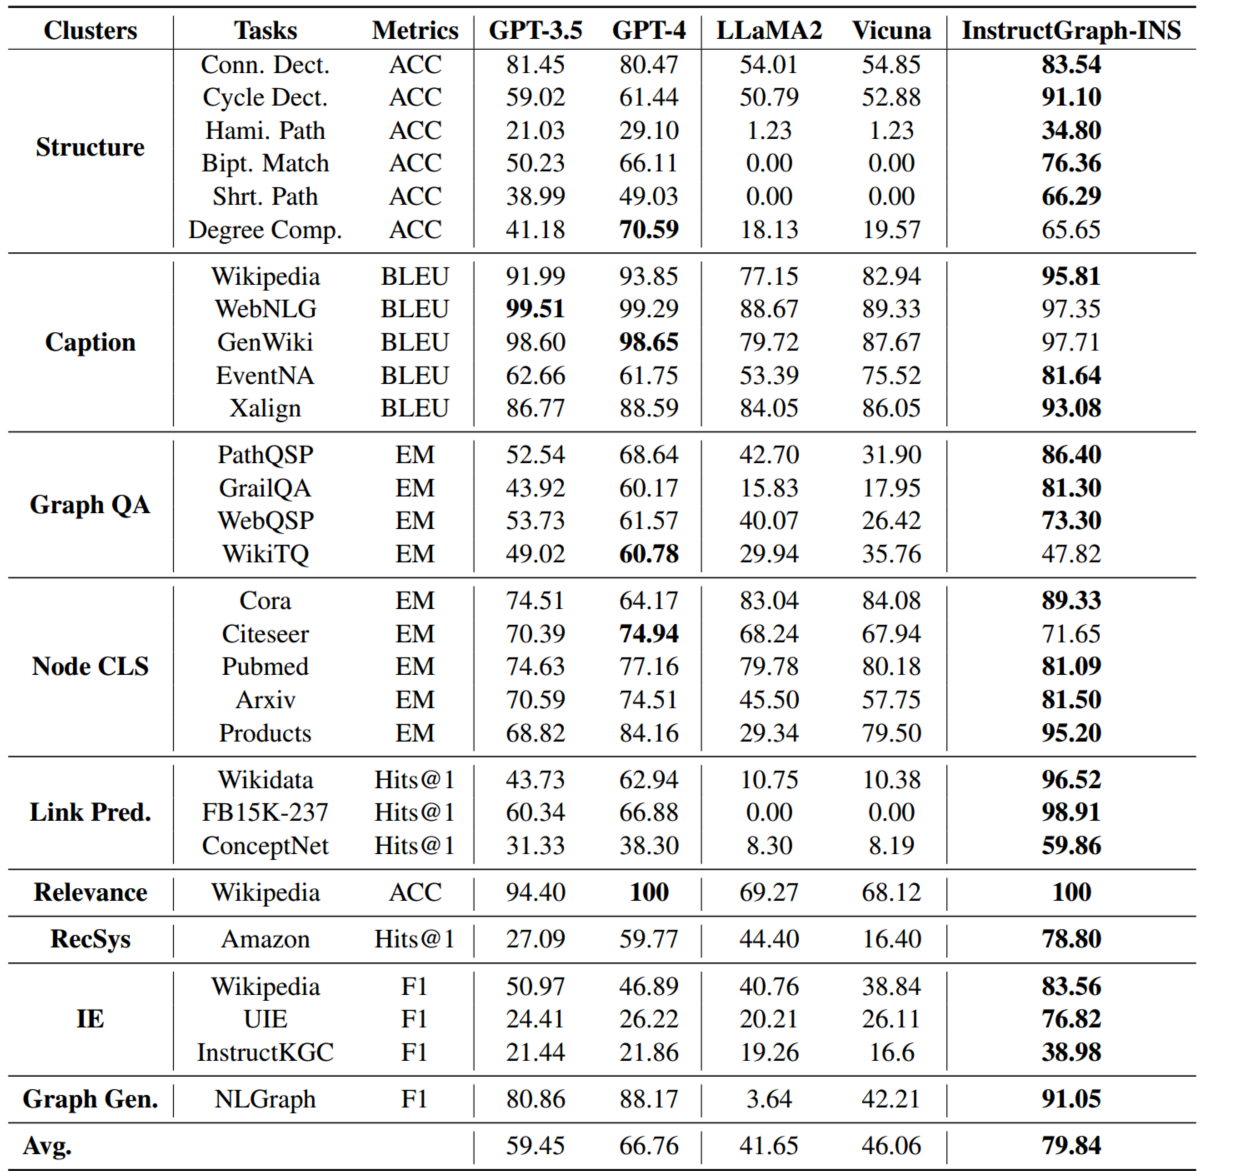 Clusters Tasks Metrics GPT-3.5 GPT-4 LLaMA2 Vicuna InstructGraph-INS
Structure
Conn. Dect. ACC 81.45 80.47 54.01 54.85 83.54
Cycle Dect. ACC 59.02 61.44 50.79 52.88 91.10
Hami. Path ACC 21.03 29.10 1.23 1.23 34.80
Bipt. Match ACC 50.23 66.11 0.00 0.00 76.36
Shrt. Path ACC 38.99 49.03 0.00 0.00 66.29
Degree Comp. ACC 41.18 70.59 18.13 19.57 65.65
Caption
Wikipedia BLEU 91.99 93.85 77.15 82.94 95.81
WebNLG BLEU 99.51 99.29 88.67 89.33 97.35
GenWiki BLEU 98.60 98.65 79.72 87.67 97.71
EventNA BLEU 62.66 61.75 53.39 75.52 81.64
Xalign BLEU 86.77 88.59 84.05 86.05 93.08
Graph QA
PathQSP EM 52.54 68.64 42.70 31.90 86.40
GrailQA EM 43.92 60.17 15.83 17.95 81.30
WebQSP EM 53.73 61.57 40.07 26.42 73.30
WikiTQ EM 49.02 60.78 29.94 35.76 47.82
Node CLS
Cora EM 74.51 64.17 83.04 84.08 89.33
Citeseer EM 70.39 74.94 68.24 67.94 71.65
Pubmed EM 74.63 77.16 79.78 80.18 81.09
Arxiv EM 70.59 74.51 45.50 57.75 81.50
Products EM 68.82 84.16 29.34 79.50 95.20
Link Pred.
Wikidata Hits@1 43.73 62.94 10.75 10.38 96.52
FB15K-237 Hits@1 60.34 66.88 0.00 0.00 98.91
ConceptNet Hits@1 31.33 38.30 8.30 8.19 59.86
Relevance Wikipedia ACC 94.40 100 69.27 68.12 100
RecSys Amazon Hits@1 27.09 59.77 44.40 16.40 78.80
IE
Wikipedia F1 50.97 46.89 40.76 38.84 83.56
UIE F1 24.41 26.22 20.21 26.11 76.82
InstructKGC F1 21.44 21.86 19.26 16.6 38.98
Graph Gen. NLGraph F1 80.86 88.17 3.64 42.21 91.05
Avg. 59.45 66.76 41.65 46.06 79.84